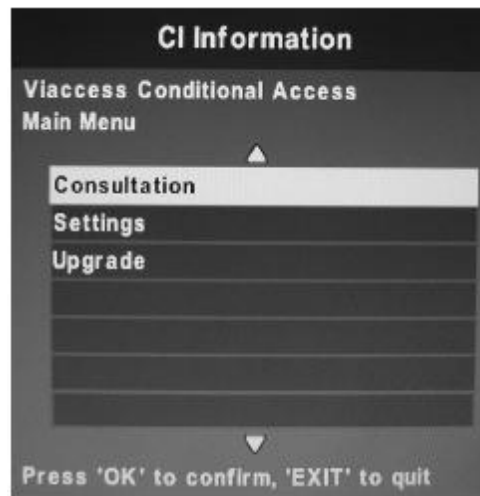 CI Information
Viaccess Conditional Access
Main Menu
Consultation
Settings
Upgrade
Press 'OK' to confirm, 'EXIT' to quit